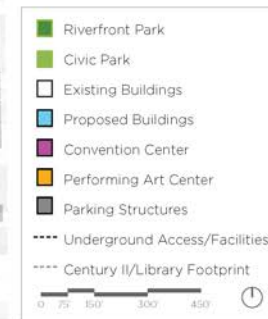 Riverfront Park
Civic Park
Existing Buildings
Proposed Buildings
Convention Center
Performing Art Center
Parking Structures
Underground Access/Facilities
Century II/Library Footprint
0 75' 150' 300' 450'